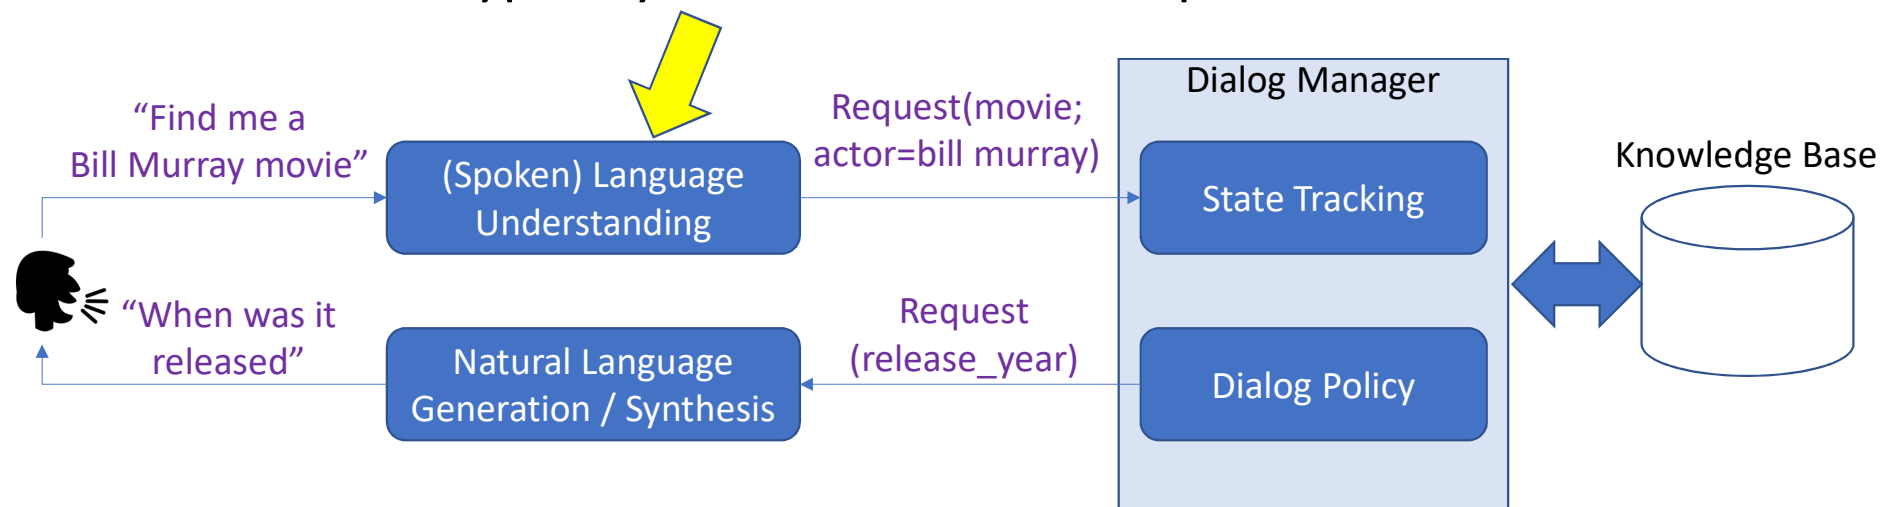 “Find me a
Bill Murray movie”
(Spoken) Language
Understanding
Request(movie;
actor=bill murray)
Dialog Manager
State Tracking
Knowledge Base
“When was it
released”
Natural Language
Generation / Synthesis
Request
(release_year)
Dialog Policy